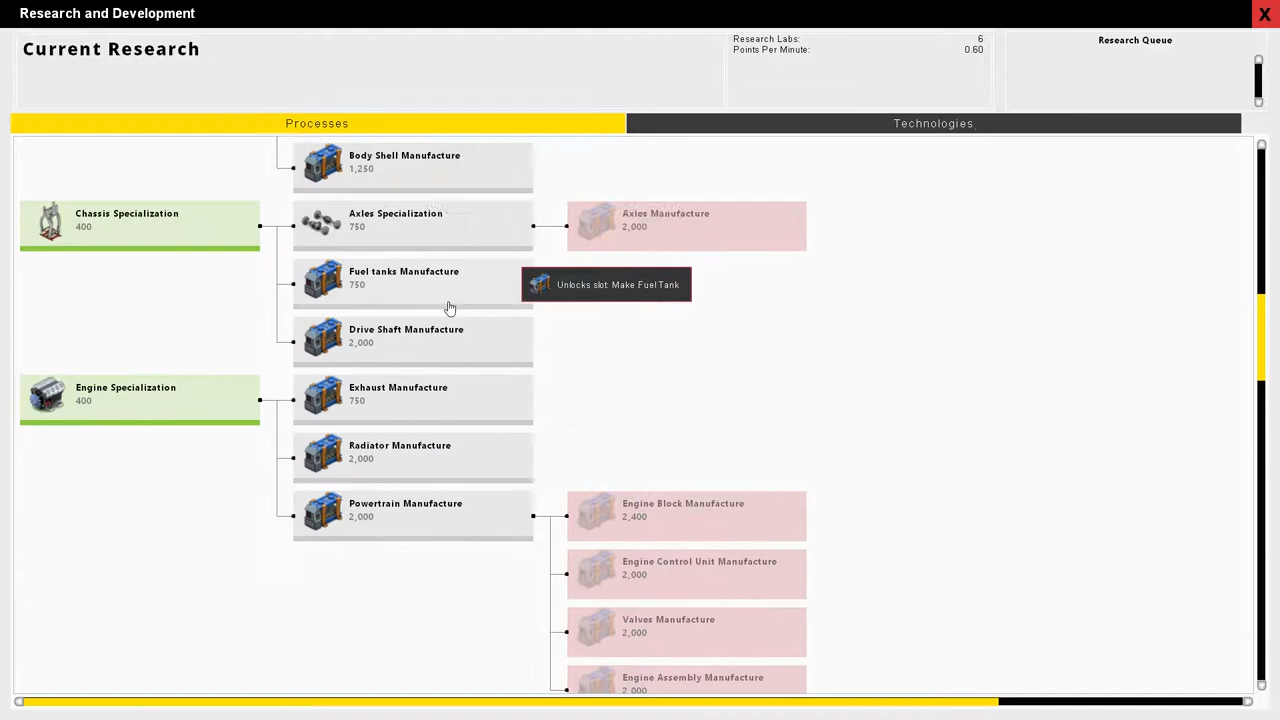 Research and Development
X
Current Research
Research Labs: 6
Points Per Minute: 0.60
Research Queue
Processes
Technologies
Body Shell Manufacture
1,250
Chassis Specialization
400
Axles Specialization
750
Axles Manufacture
2,000
Fuel tanks Manufacture
750
Unlocks slot: Make Fuel Tank
Drive Shaft Manufacture
2,000
Engine Specialization
400
Exhaust Manufacture
750
Radiator Manufacture
2,000
Powertrain Manufacture
2,000
Engine Block Manufacture
2,400
Engine Control Unit Manufacture
2,000
Valves Manufacture
2,000
Engine Assembly Manufacture
2,000